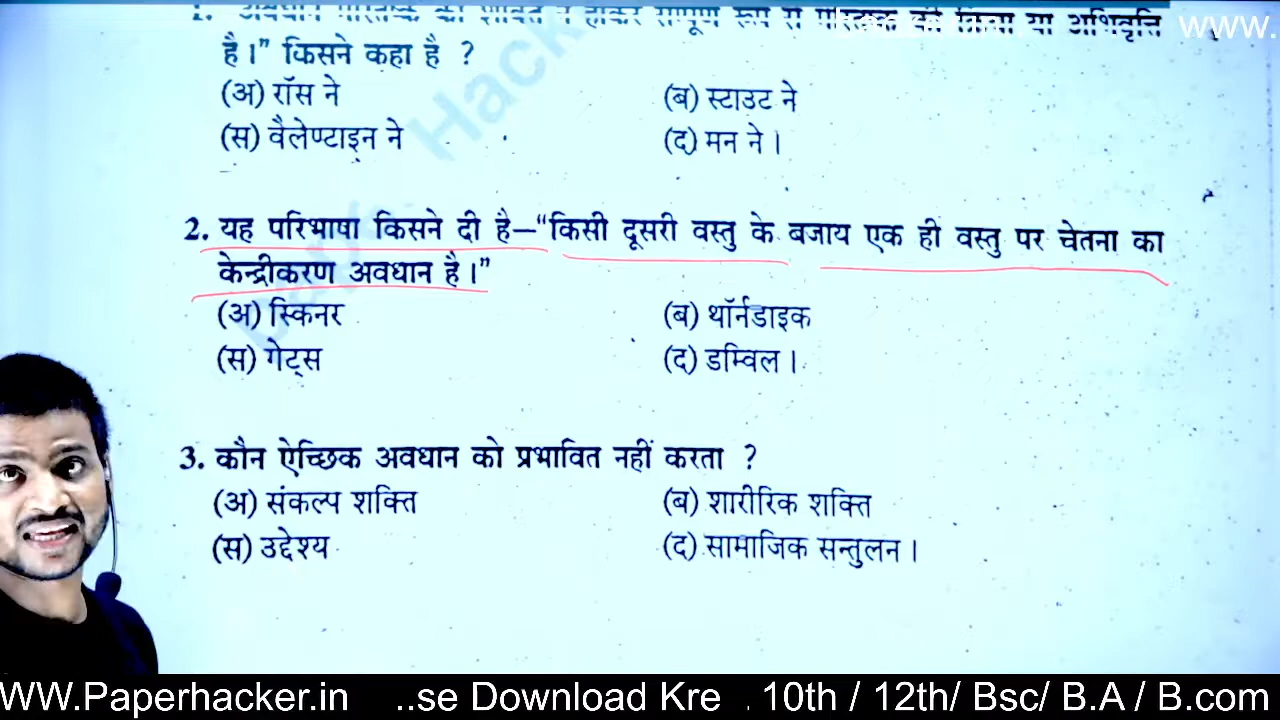 है।" किसने कहा है ?
(अ) रॉस ने (ब) स्टाउट ने
(स) वैलेण्टाइन ने (द) मन ने।
2. यह परिभाषा किसने दी है–"किसी दूसरी वस्तु के बजाय एक ही वस्तु पर चेतना का
केन्द्रीकरण अवधान है।"
(अ) स्किनर (ब) थॉर्नडाइक
(स) गेट्स (द) डम्विल।
3. कौन ऐच्छिक अवधान को प्रभावित नहीं करता ?
(अ) संकल्प शक्ति (ब) शारीरिक शक्ति
(स) उद्देश्य (द) सामाजिक सन्तुलन।
www.
Hacke
WW.Paperhacker.in ..se Download Kre . 10th / 12th/ Bsc/ B.A / B.com